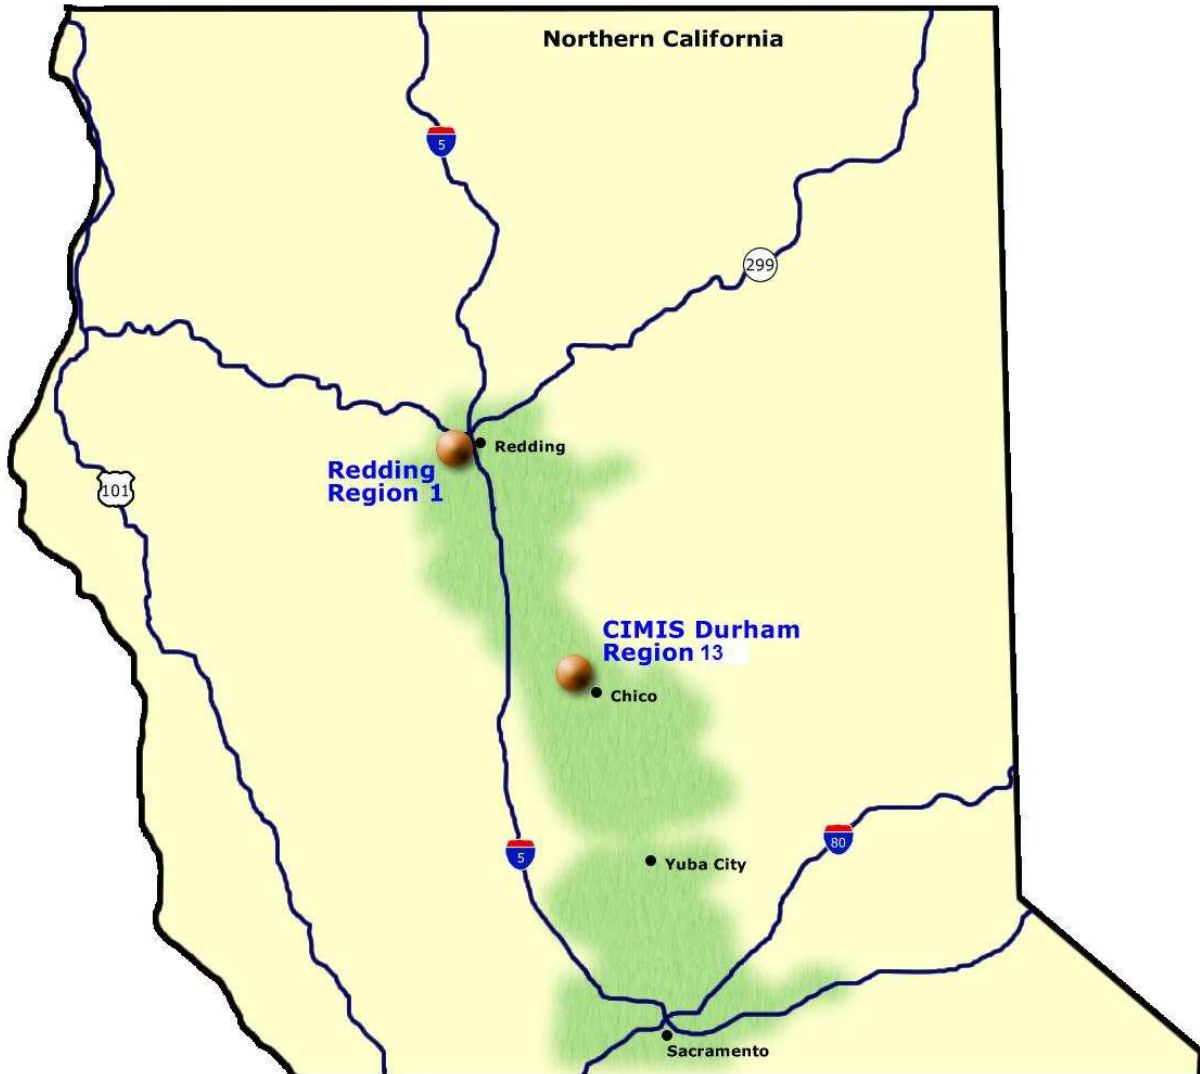 Northern California
5
299
Redding
Redding
Region 1
101
CIMIS Durham
Region 13
Chico
80
5
Yuba City
Sacramento